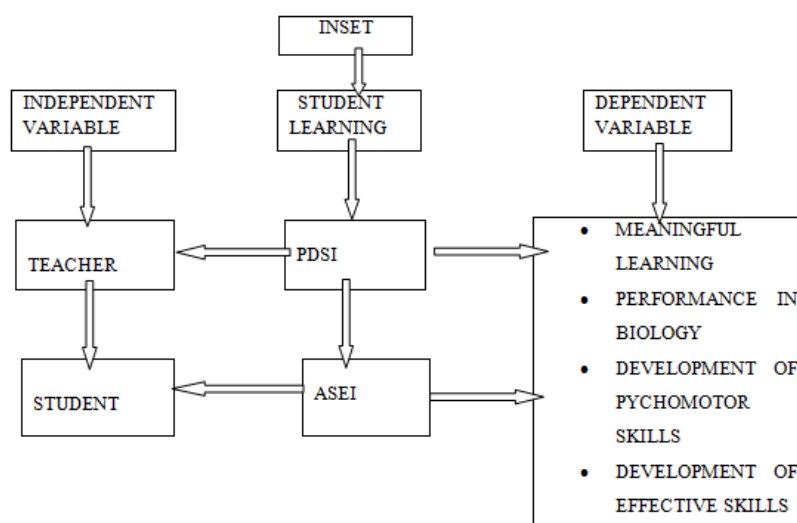 INSET
INDEPENDENT
VARIABLE
STUDENT
LEARNING
DEPENDENT
VARIABLE
TEACHER
PDSI
• MEANINGFUL
LEARNING
• PERFORMANCE IN
BIOLOGY
• DEVELOPMENT OF
PYCHOMOTOR
SKILLS
• DEVELOPMENT OF
EFFECTIVE SKILLS
STUDENT
ASEI